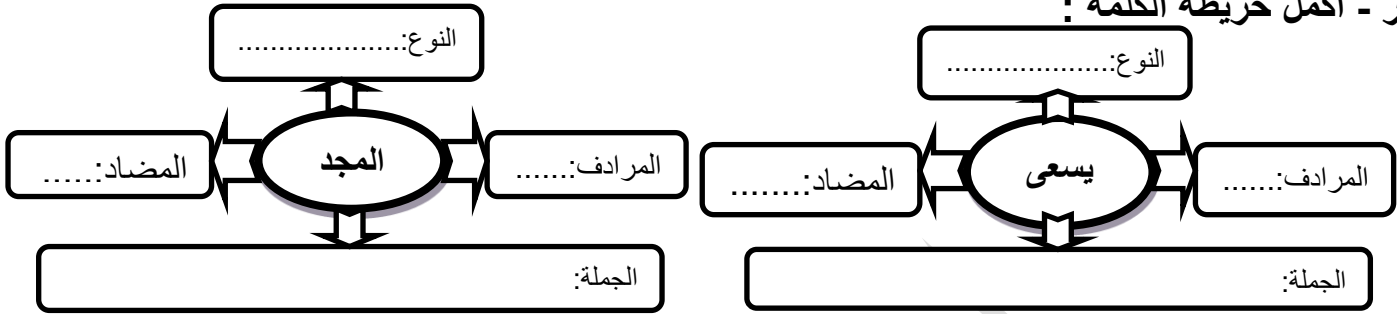 ر - أكمل خريطة الكلمة :
النوع:....................
يسعى
المرادف:......
المضاد:.......
الجملة:
النوع:....................
المجد
المرادف:......
المضاد:.....
الجملة: